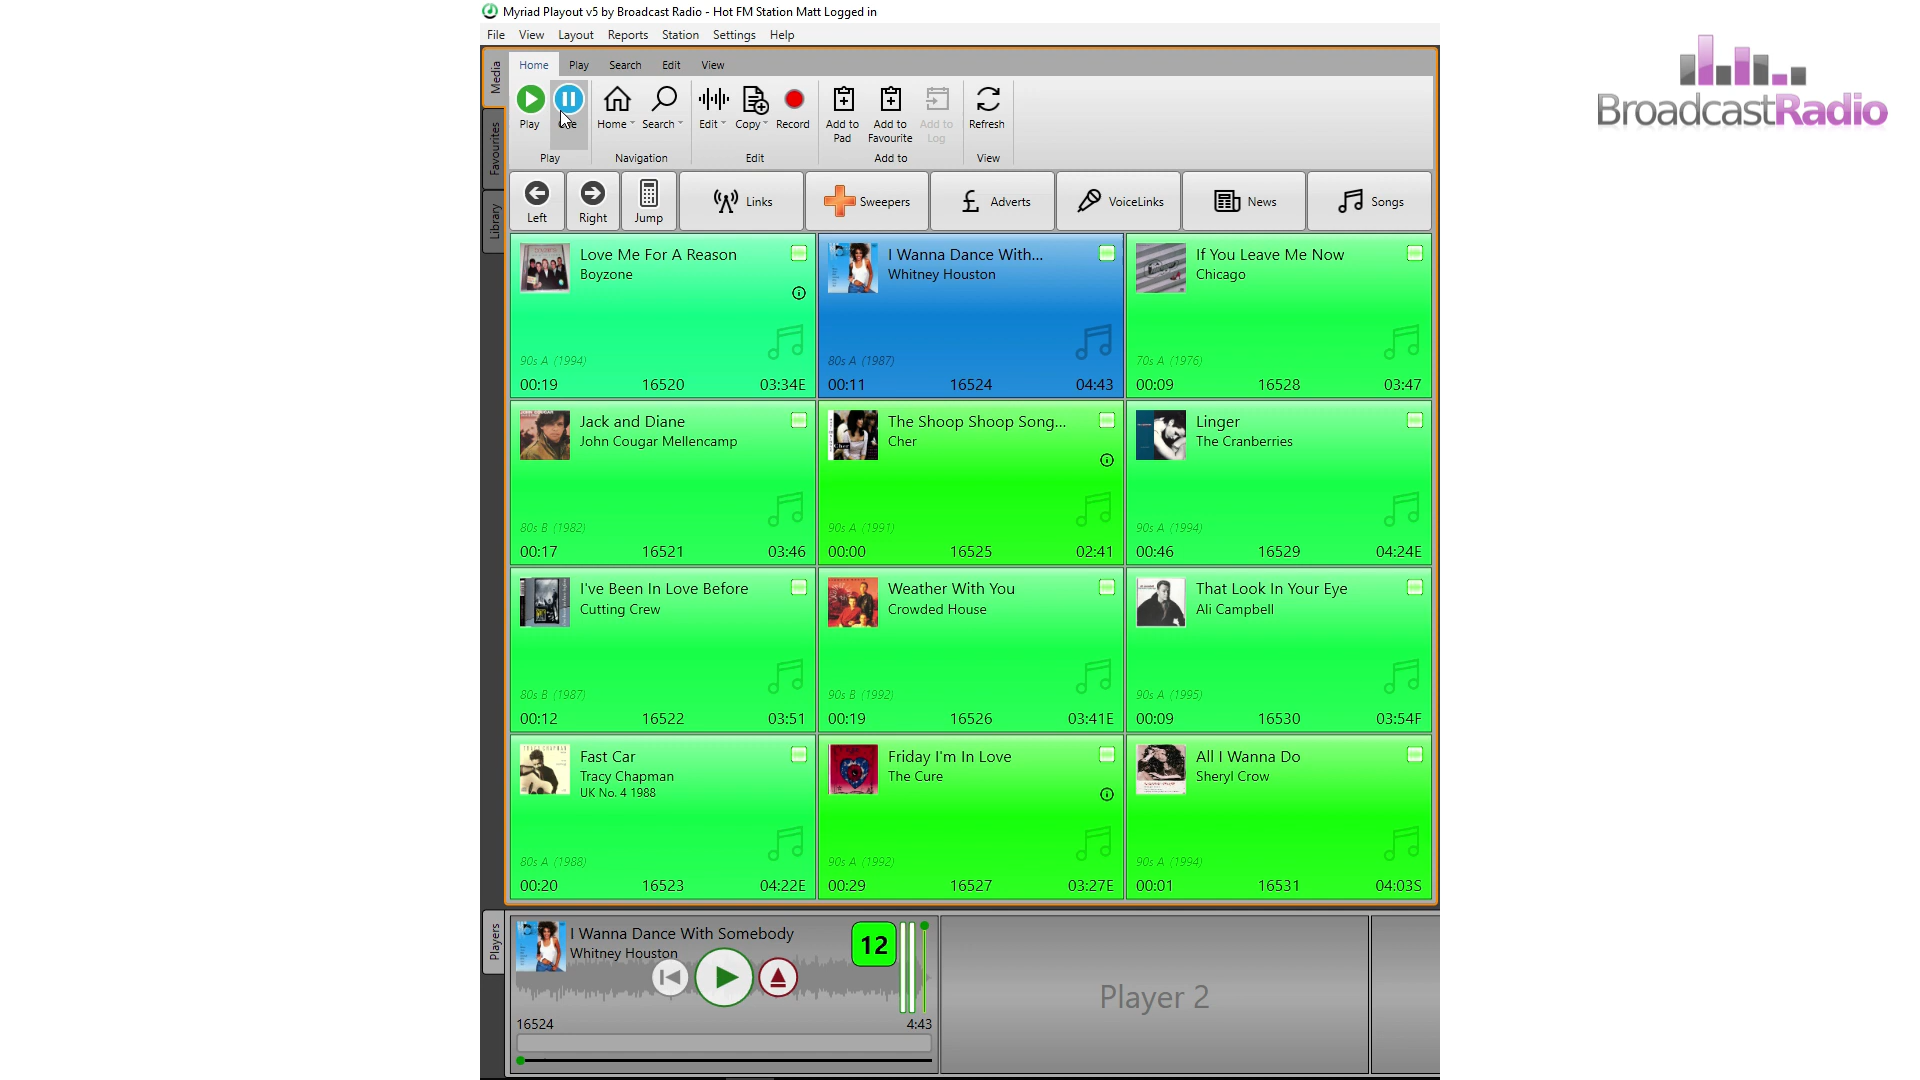 Myriad Playout v5 by Broadcast Radio - Hot FM Station Matt Logged in
File View Layout Reports Station Settings Help
BroadcastRadio
Media
Favourites
Library
Home Play Search Edit View
Play Home Search Edit Copy Record Add to Pad Add to Favourite Add to Log Refresh
Play Navigation Edit Add to View
Left Right Jump Links Sweepers Adverts VoiceLinks News Songs
Love Me For A Reason
Boyzone
90s A (1994)
00:19 16520 03:34E
I Wanna Dance With...
Whitney Houston
80s A (1987)
00:11 16524 04:43
If You Leave Me Now
Chicago
70s A (1976)
00:09 16528 03:47
Jack and Diane
John Cougar Mellencamp
80s B (1982)
00:17 16521 03:46
The Shoop Shoop Song...
Cher
90s A (1991)
00:00 16525 02:41
Linger
The Cranberries
90s A (1994)
00:46 16529 04:24E
I've Been In Love Before
Cutting Crew
80s B (1987)
00:12 16522 03:51
Weather With You
Crowded House
90s B (1992)
00:19 16526 03:41E
That Look In Your Eye
Ali Campbell
90s A (1995)
00:09 16530 03:54F
Fast Car
Tracy Chapman
UK No. 4 1988
80s A (1988)
00:20 16523 04:22E
Friday I'm In Love
The Cure
90s A (1992)
00:29 16527 03:27E
All I Wanna Do
Sheryl Crow
90s A (1994)
00:01 16531 04:03S
Players
I Wanna Dance With Somebody
Whitney Houston
12
16524 4:43
Player 2